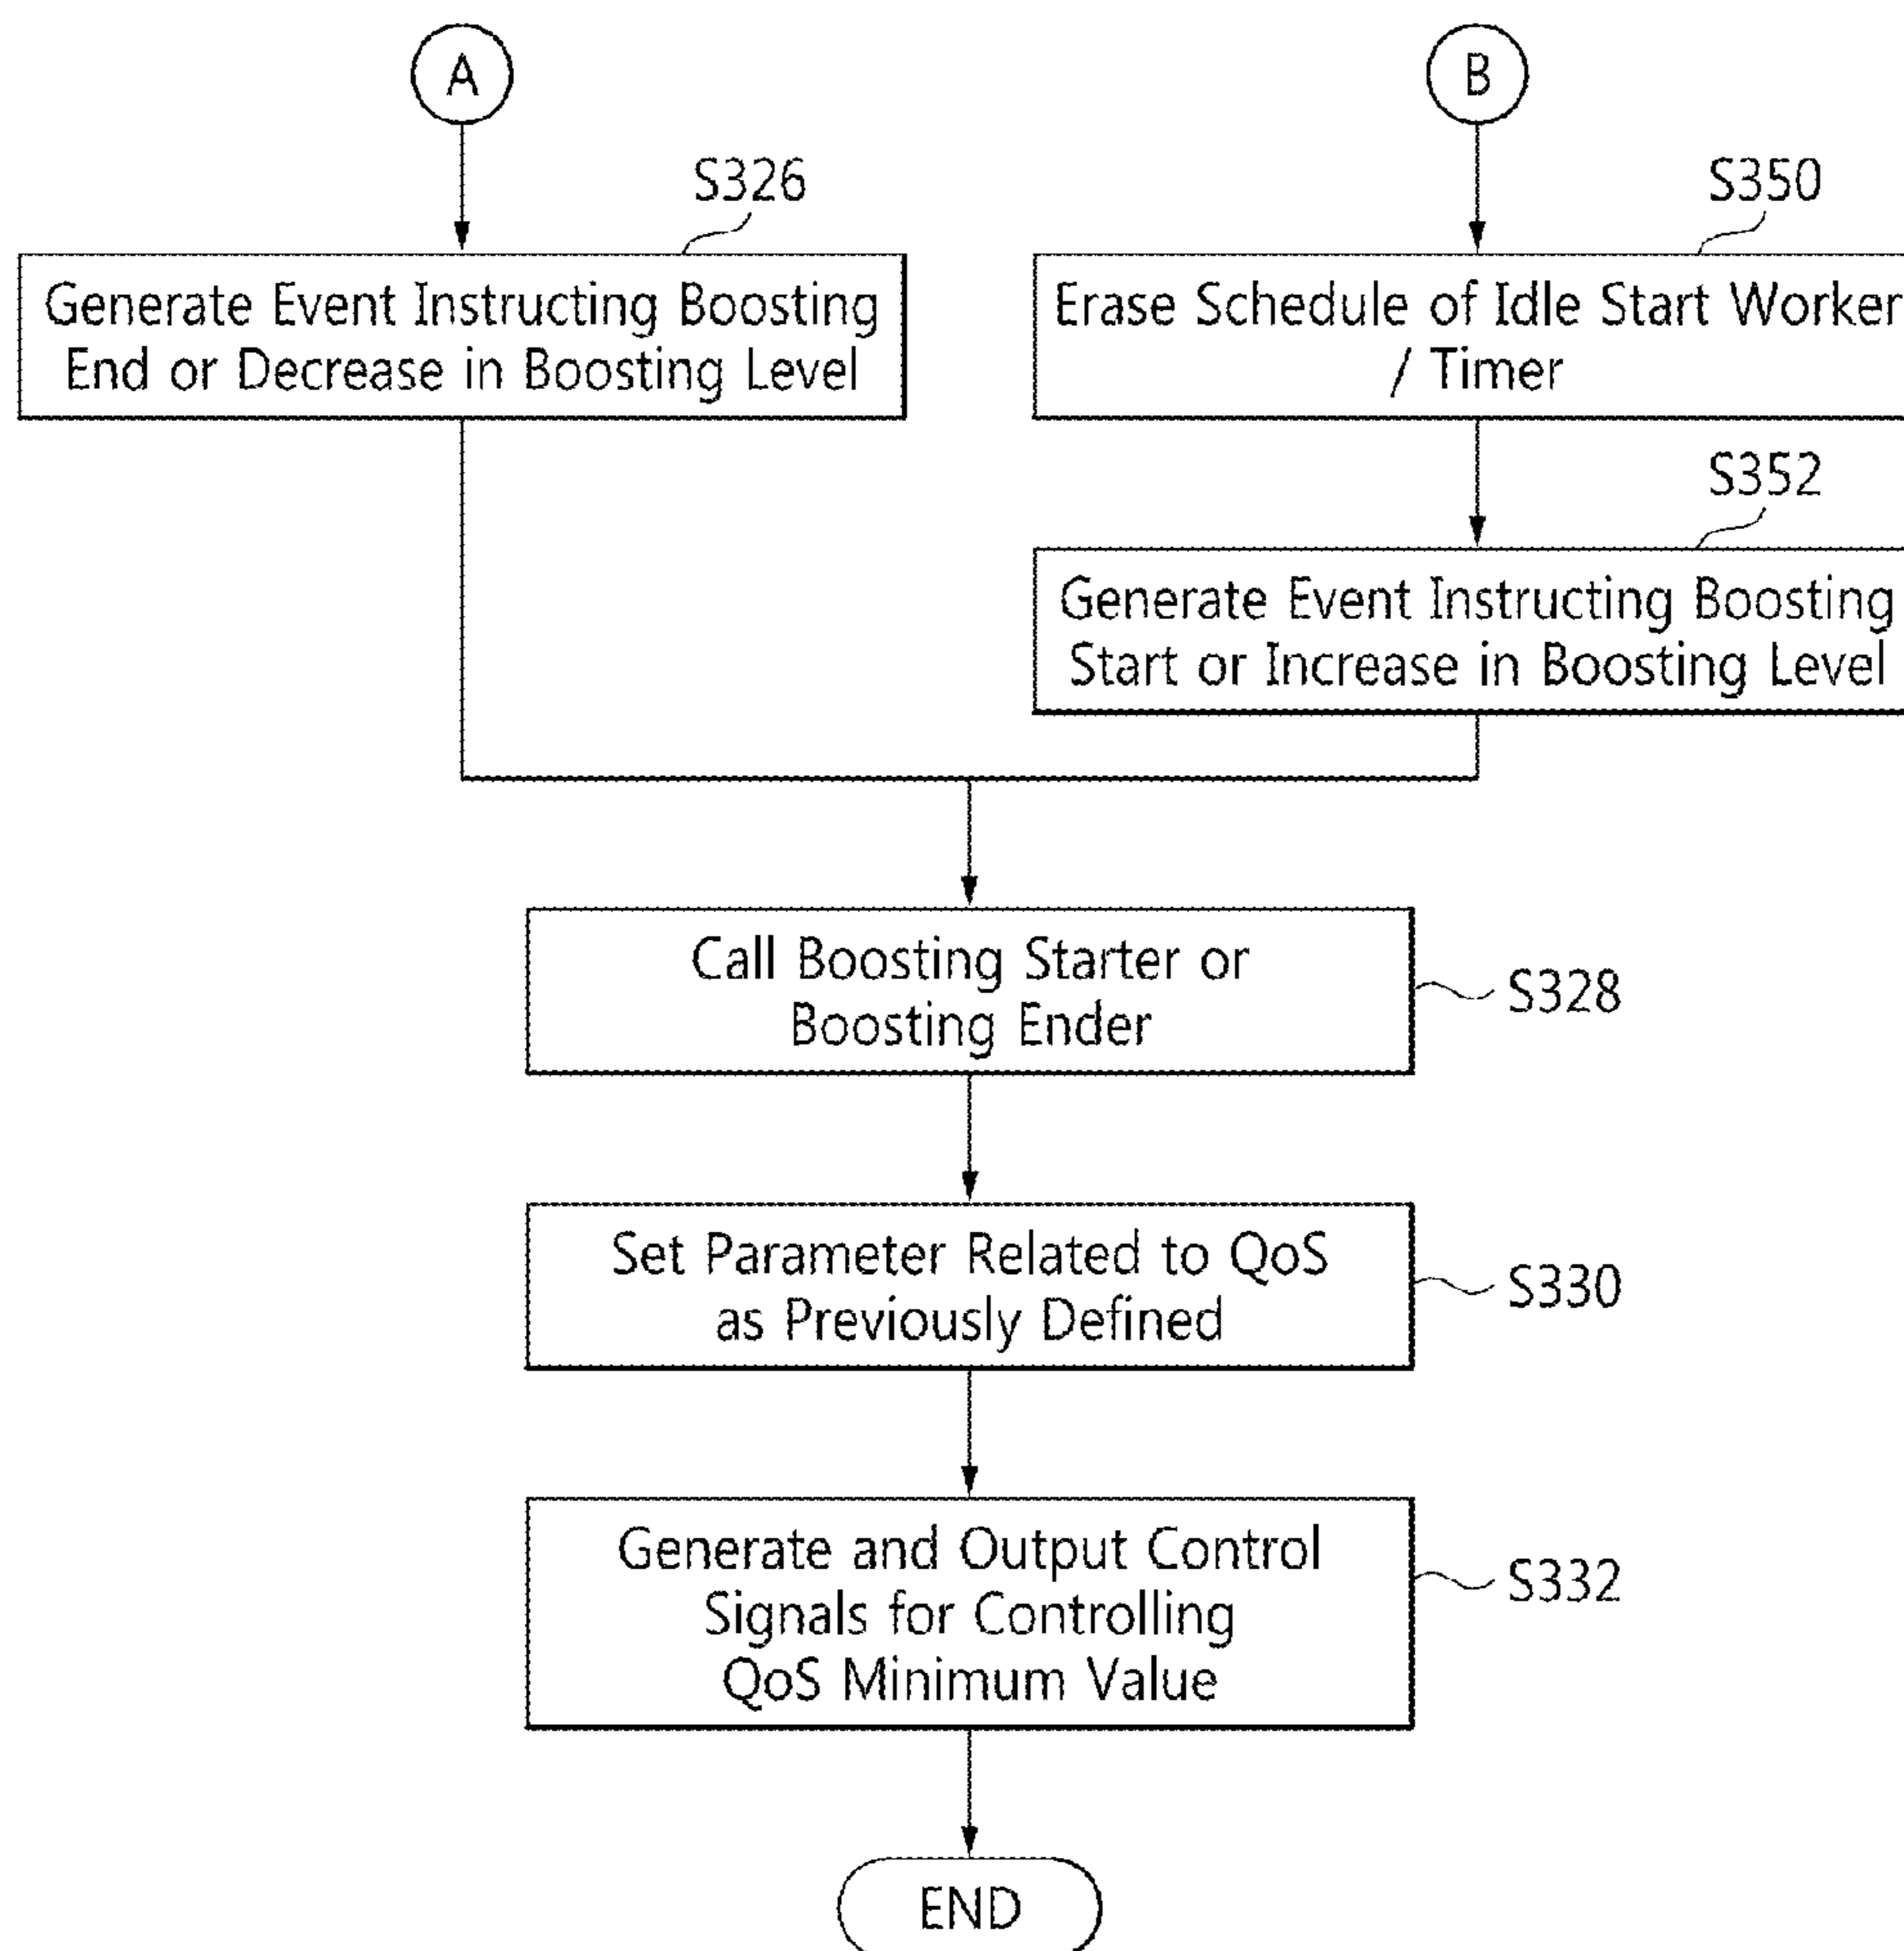 A
B
S326
S350
Generate Event Instructing Boosting
End or Decrease in Boosting Level
Erase Schedule of Idle Start Worker
/ Timer
S352
Generate Event Instructing Boosting
Start or Increase in Boosting Level
Call Boosting Starter or
Boosting Ender
S328
Set Parameter Related to QoS
as Previously Defined
S330
Generate and Output Control
Signals for Controlling
QoS Minimum Value
S332
END